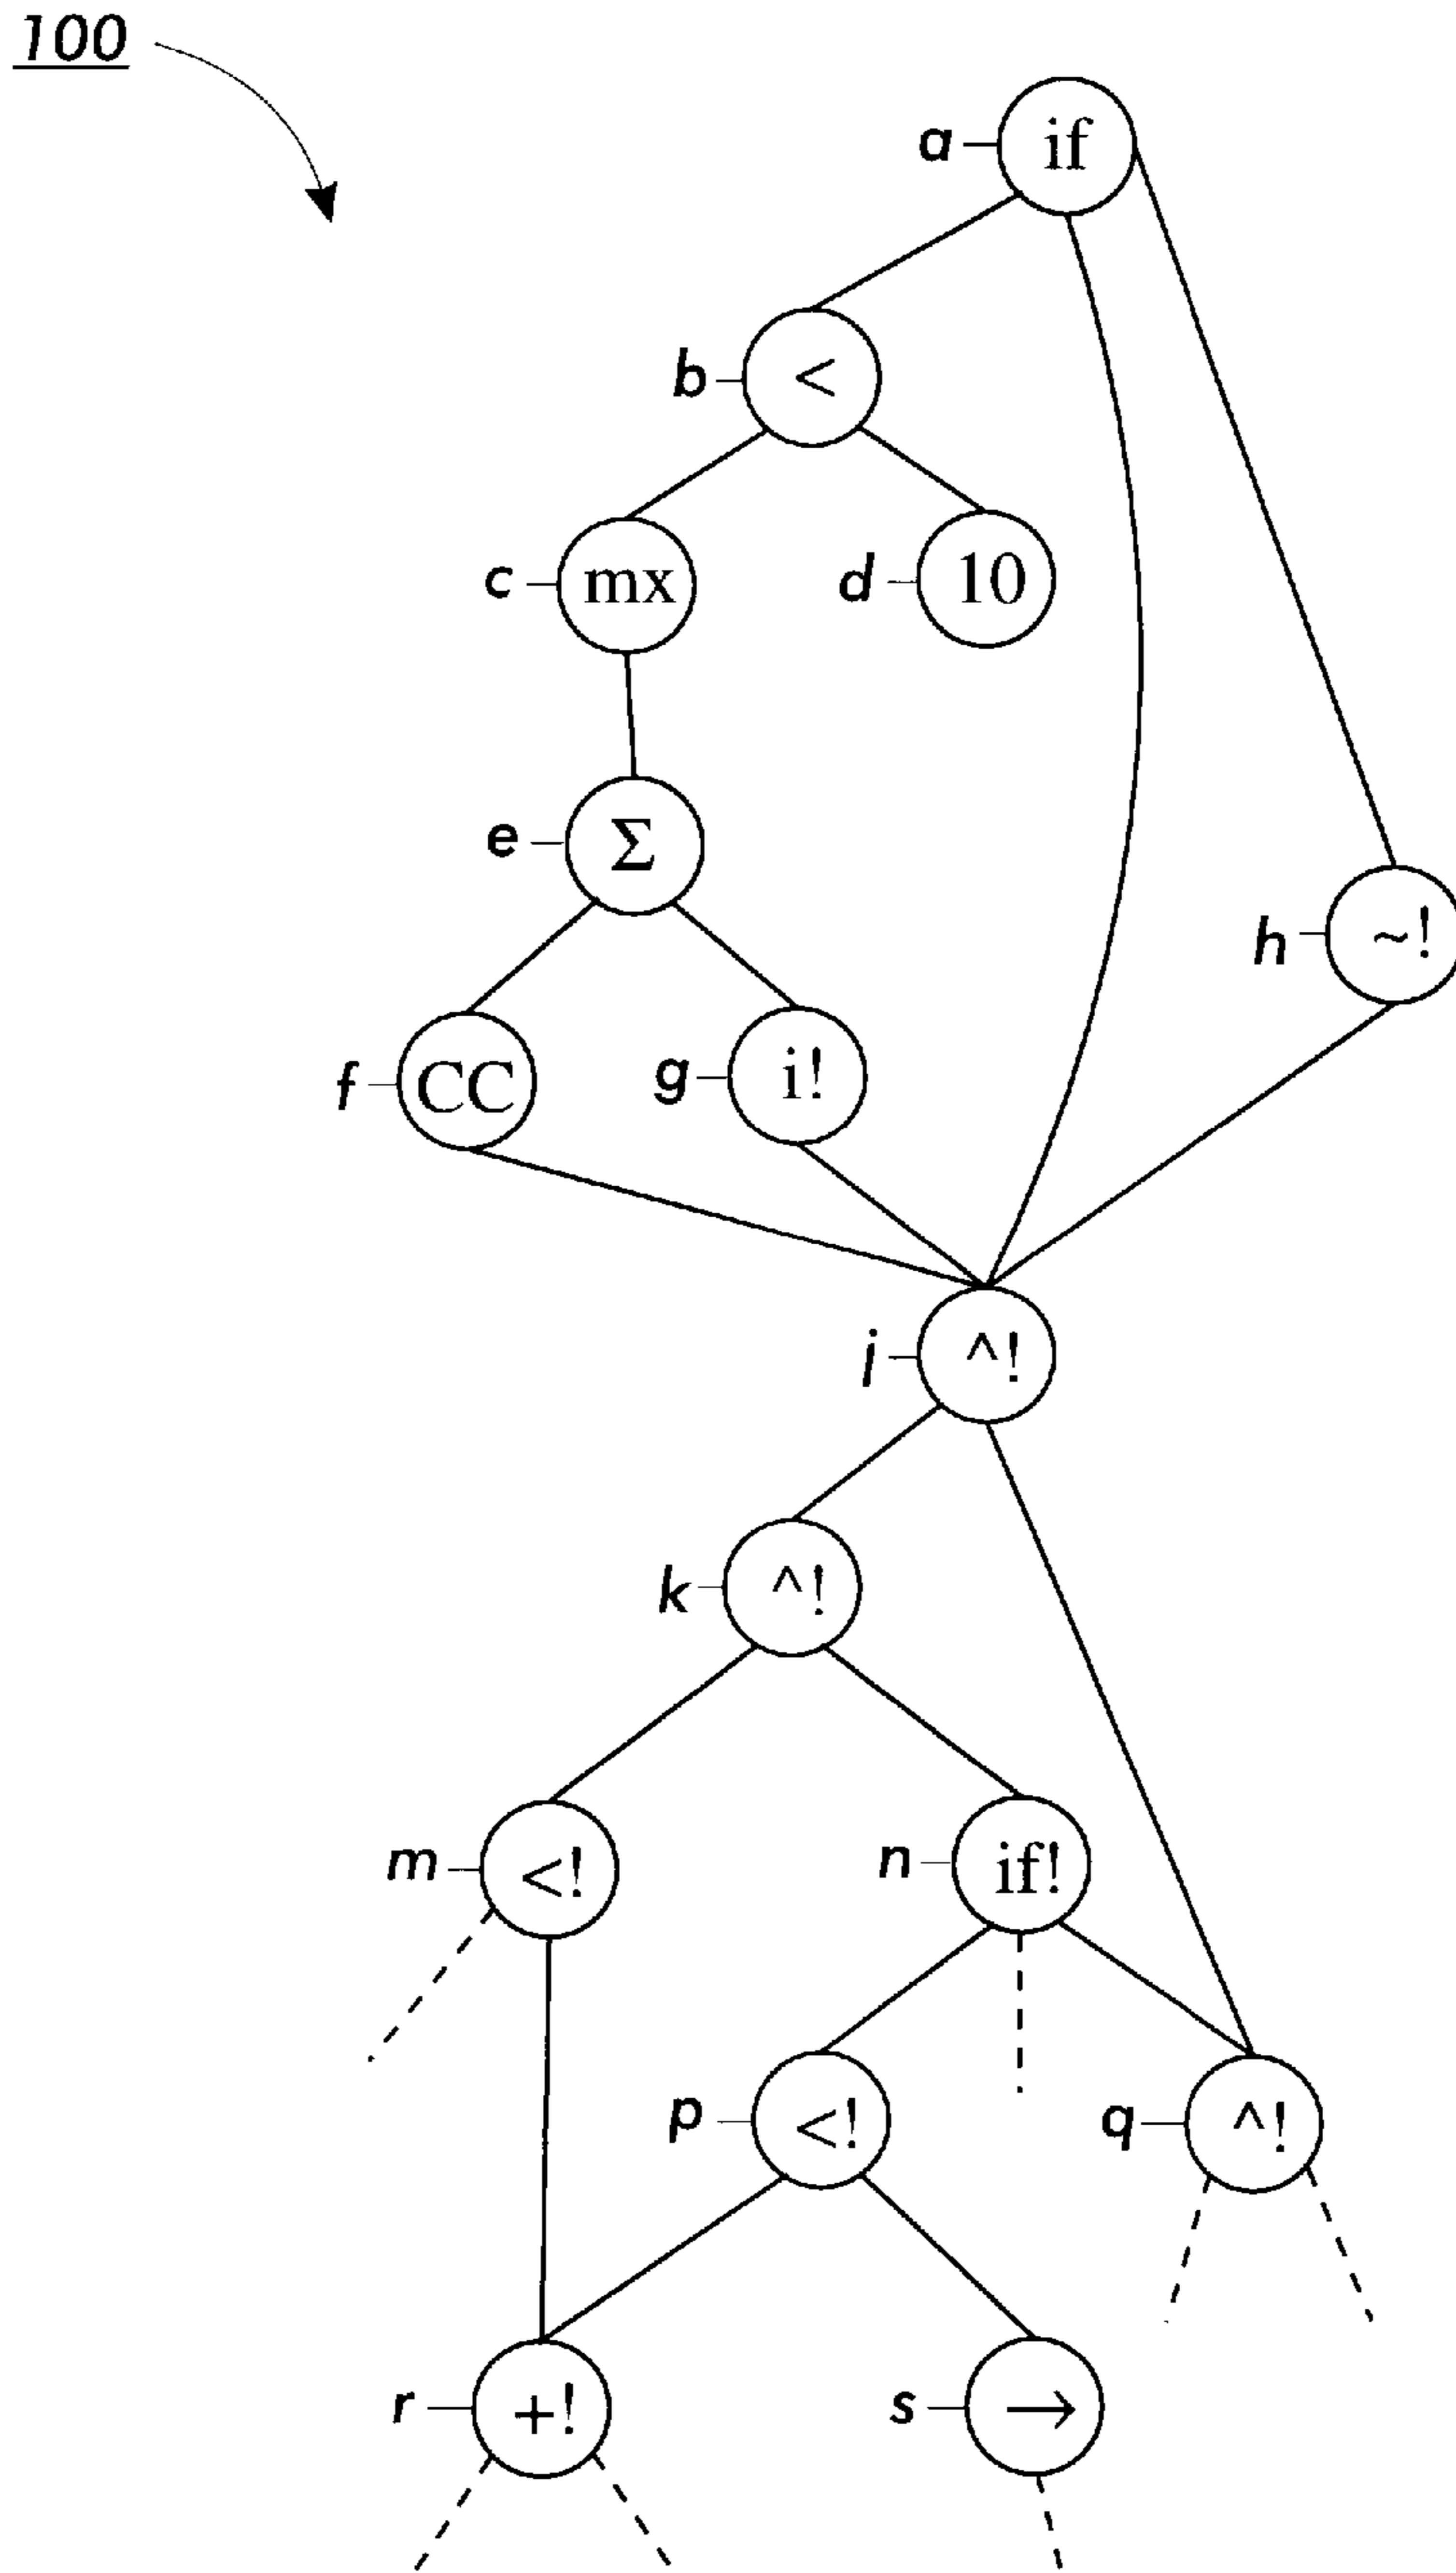 100
a if
b <
c mx
d 10
e Σ
h ~!
f CC
g i!
j ^!
k ^!
m <!
n if!
p <!
q ^!
r +!
s →